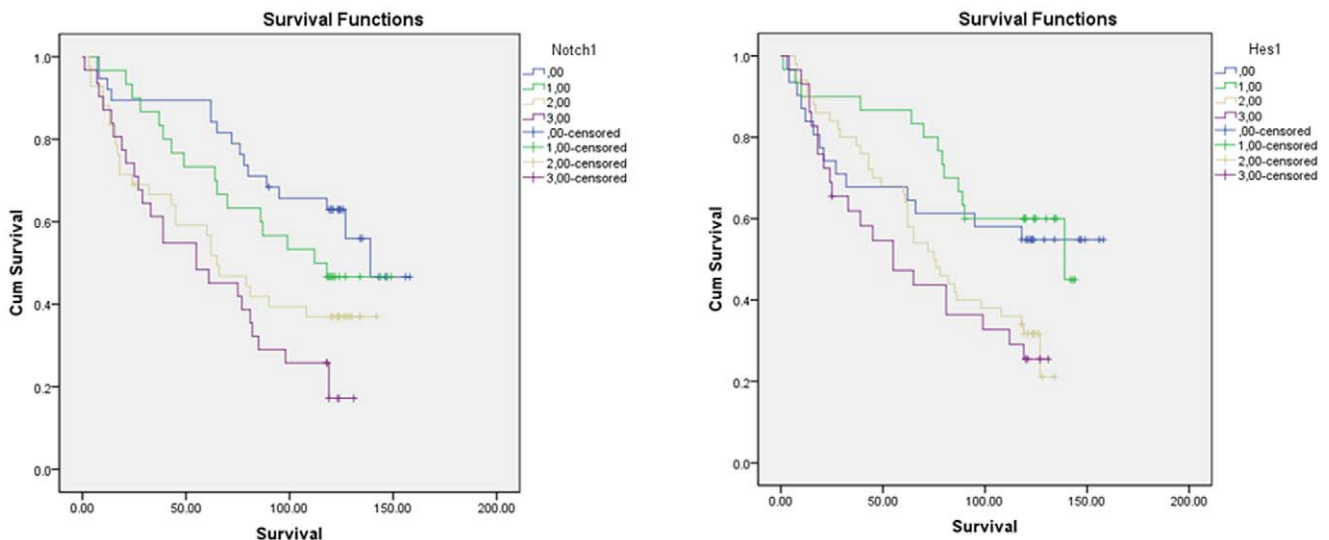 Survival Functions
Notch1
,00
1,00
2,00
3,00
,00-censored
1,00-censored
2,00-censored
3,00-censored
1.0
0.8
0.6
0.4
0.2
0.0
Cum Survival
0.00 50.00 100.00 150.00 200.00
Survival
Survival Functions
Hes1
,00
1,00
2,00
3,00
,00-censored
1,00-censored
2,00-censored
3,00-censored
1.0
0.8
0.6
0.4
0.2
0.0
Cum Survival
0.00 50.00 100.00 150.00 200.00
Survival